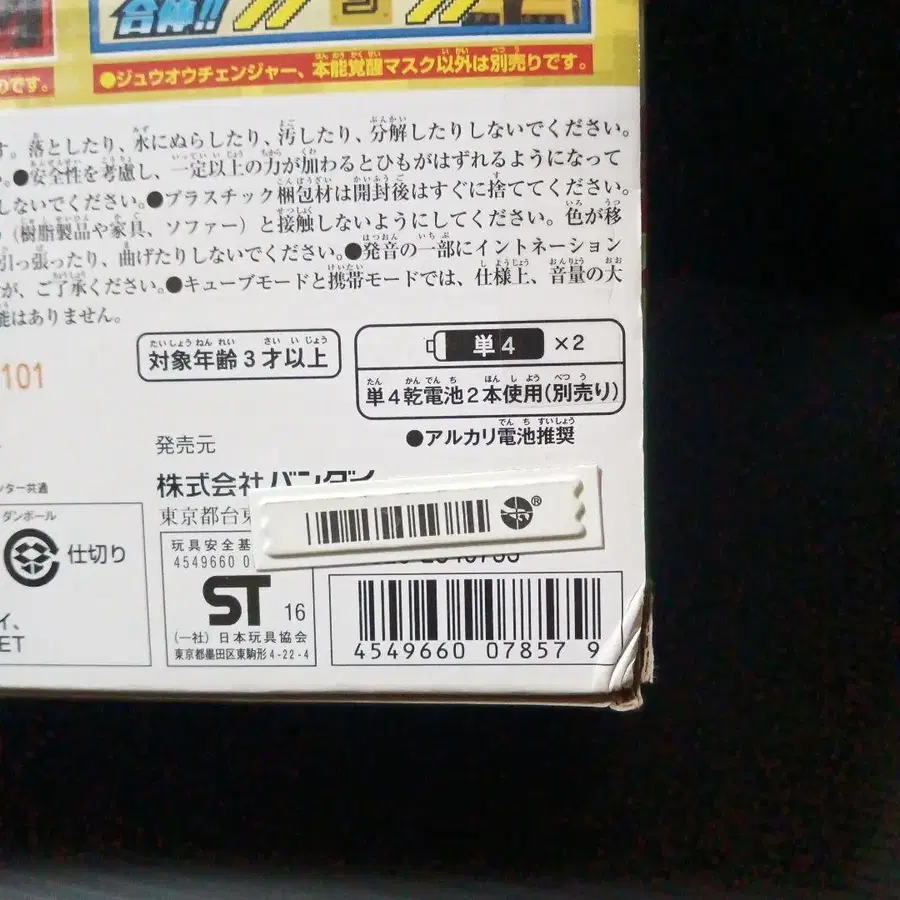 合体!!
のです。
●ジュウオウチェンジャー、本能覚醒マスク以外は別売りです。
す。落としたり、水にぬらしたり、汚したり、分解したりしないでください。
●安全性を考慮し、一定以上の力が加わるとひもがはずれるようになって
しないでください。●プラスチック梱包材は開封後はすぐに捨ててください。
(樹脂製品や家具、ソファー)と接触しないようにしてください。色が移
引っ張ったり、曲げたりしないでください。●発音の一部にイントネーション
が、ご了承ください。●キューブモードと携帯モードでは、仕様上、音量の大
能はありません。
101
対象年齢3才以上
単4 ×2
単4乾電池2本使用(別売り)
●アルカリ電池推奨
発売元
株式会社バンダイ
東京都台東
ンター共通
ダンボール
仕切り
イ、
ET
玩具安全基
4549660 0
ST 16
(一社)日本玩具協会
東京都墨田区東駒形4-22-4
®
4549660 07857 9